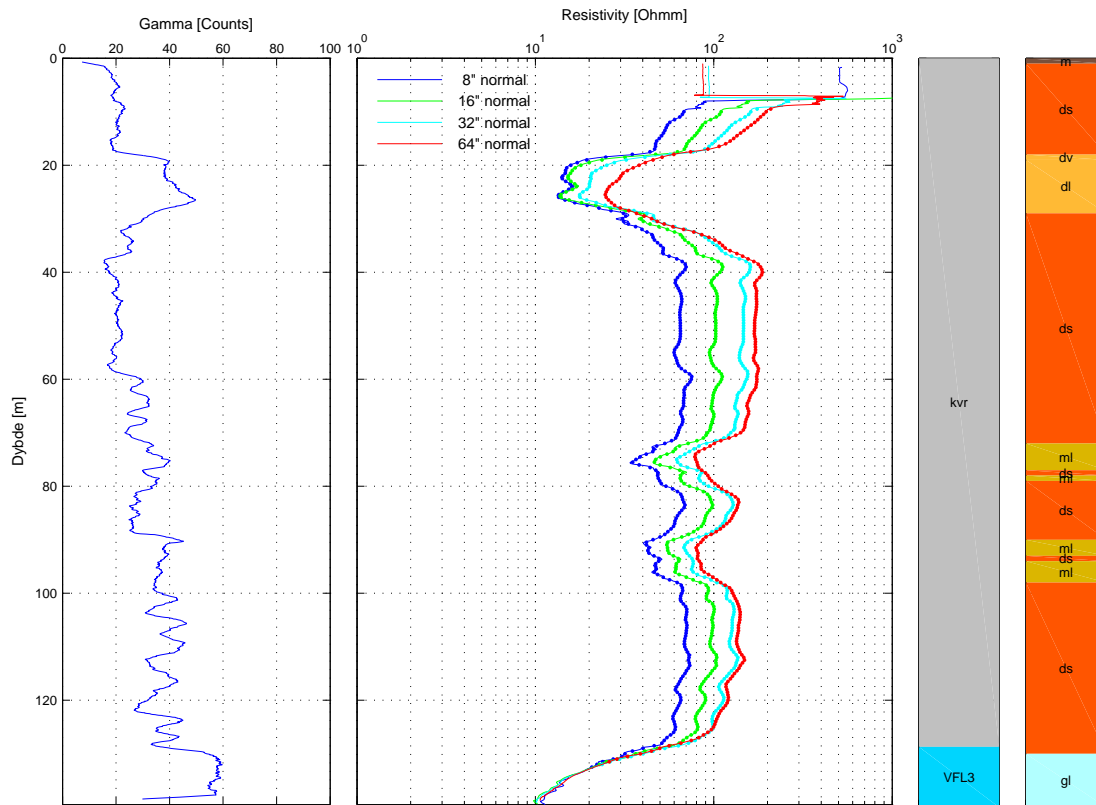 Gamma [Counts]
Resistivity [Ohmm]
0 20 40 60 80 100
10^0 10^1 10^2 10^3
Dybde [m]
0
20
40
60
80
100
120
8" normal
16" normal
32" normal
64" normal
kvr
VFL3
m
ds
dv
dl
ds
ml
ds
ml
ds
ml
ds
ml
ds
gl